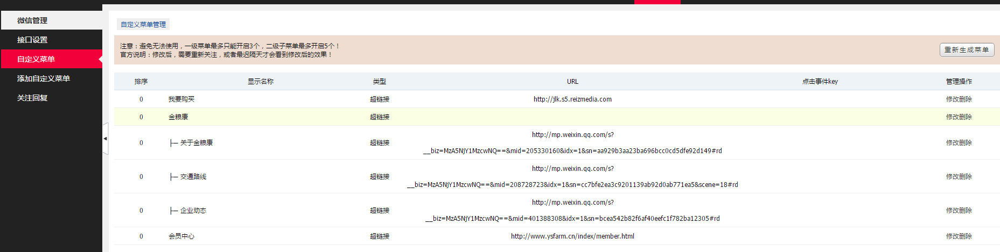 微信管理
接口设置
自定义菜单
添加自定义菜单
关注回复
自定义菜单管理
注意：避免无法使用，一级菜单最多只能开启3个，二级子菜单最多开启5个！
官方说明：修改后，需要重新关注，或者最迟隔天才会看到修改后的效果！
重新生成菜单
排序 显示名称 类型 URL 点击事件key 管理操作
0 我要购买 超链接 http://jlk.s5.reizmedia.com 修改删除
0 金粮康 超链接 修改删除
0 ├─ 关于金粮康 超链接 http://mp.weixin.qq.com/s? 修改删除
__biz=MzA5NjY1MzcwNQ==&mid=205330160&idx=1&sn=aa929b3aa23ba696bcc0cd5dfe92d149#rd
0 ├─ 交通路线 超链接 http://mp.weixin.qq.com/s? 修改删除
__biz=MzA5NjY1MzcwNQ==&mid=208728723&idx=1&sn=cc7bfe2ea3c9201139ab92d0ab771ea5&scene=18#rd
0 ├─ 企业动态 超链接 http://mp.weixin.qq.com/s? 修改删除
__biz=MzA5NjY1MzcwNQ==&mid=401388308&idx=1&sn=bcea542b82f6af40eefc1f782ba12305#rd
0 会员中心 超链接 http://www.ysfarm.cn/index/member.html 修改删除